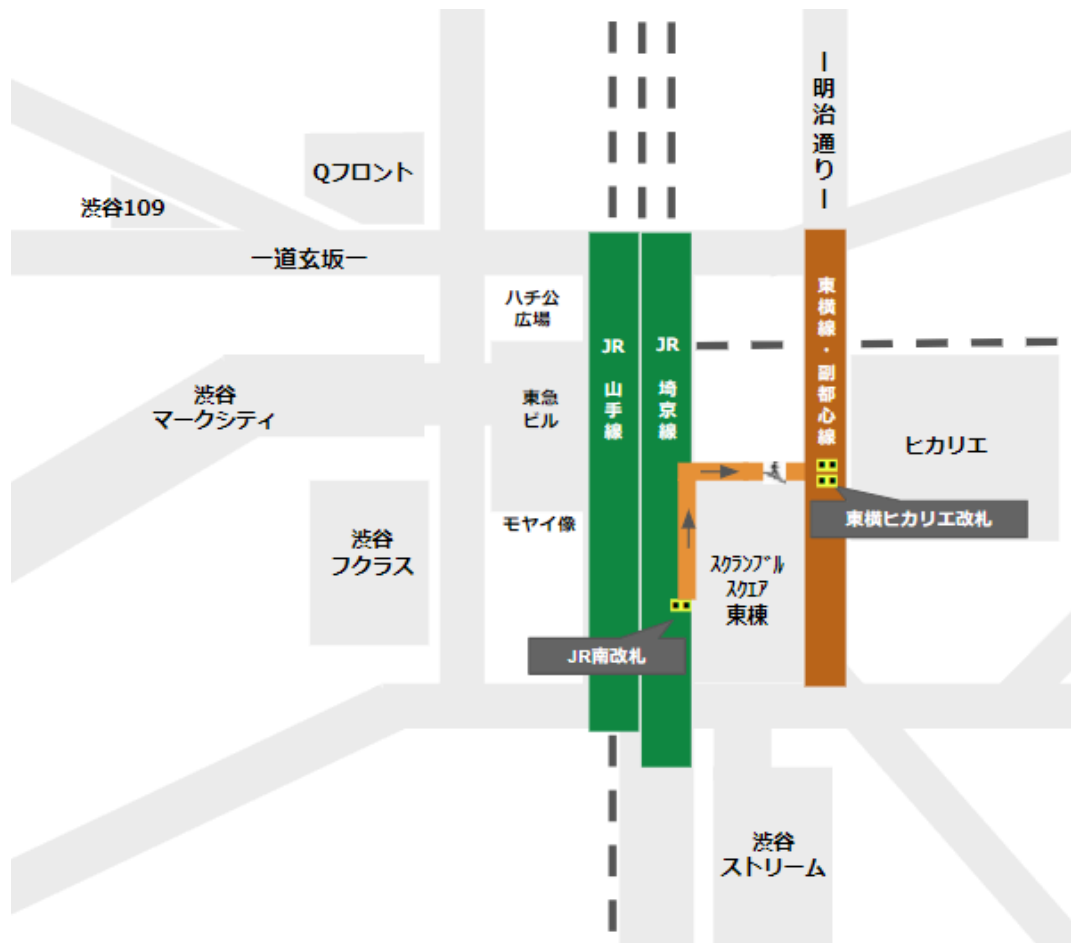 ー明治通りー
Qフロント
渋谷109
ー道玄坂ー
ハチ公
広場
JR 山手線
JR 埼京線
東横線・副都心線
渋谷
マークシティ
東急
ビル
ヒカリエ
東横ヒカリエ改札
モヤイ像
渋谷
フクラス
ｽｸﾗﾝﾌﾞﾙ
ｽｸｴｱ
東棟
JR南改札
渋谷
ストリーム